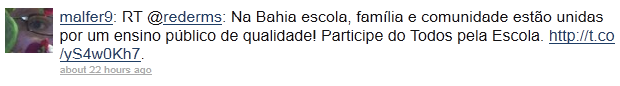 malfer9: RT @rederms: Na Bahia escola, família e comunidade estão unidas
por um ensino público de qualidade! Participe do Todos pela Escola. http://t.co
/yS4w0Kh7.
about 22 hours ago